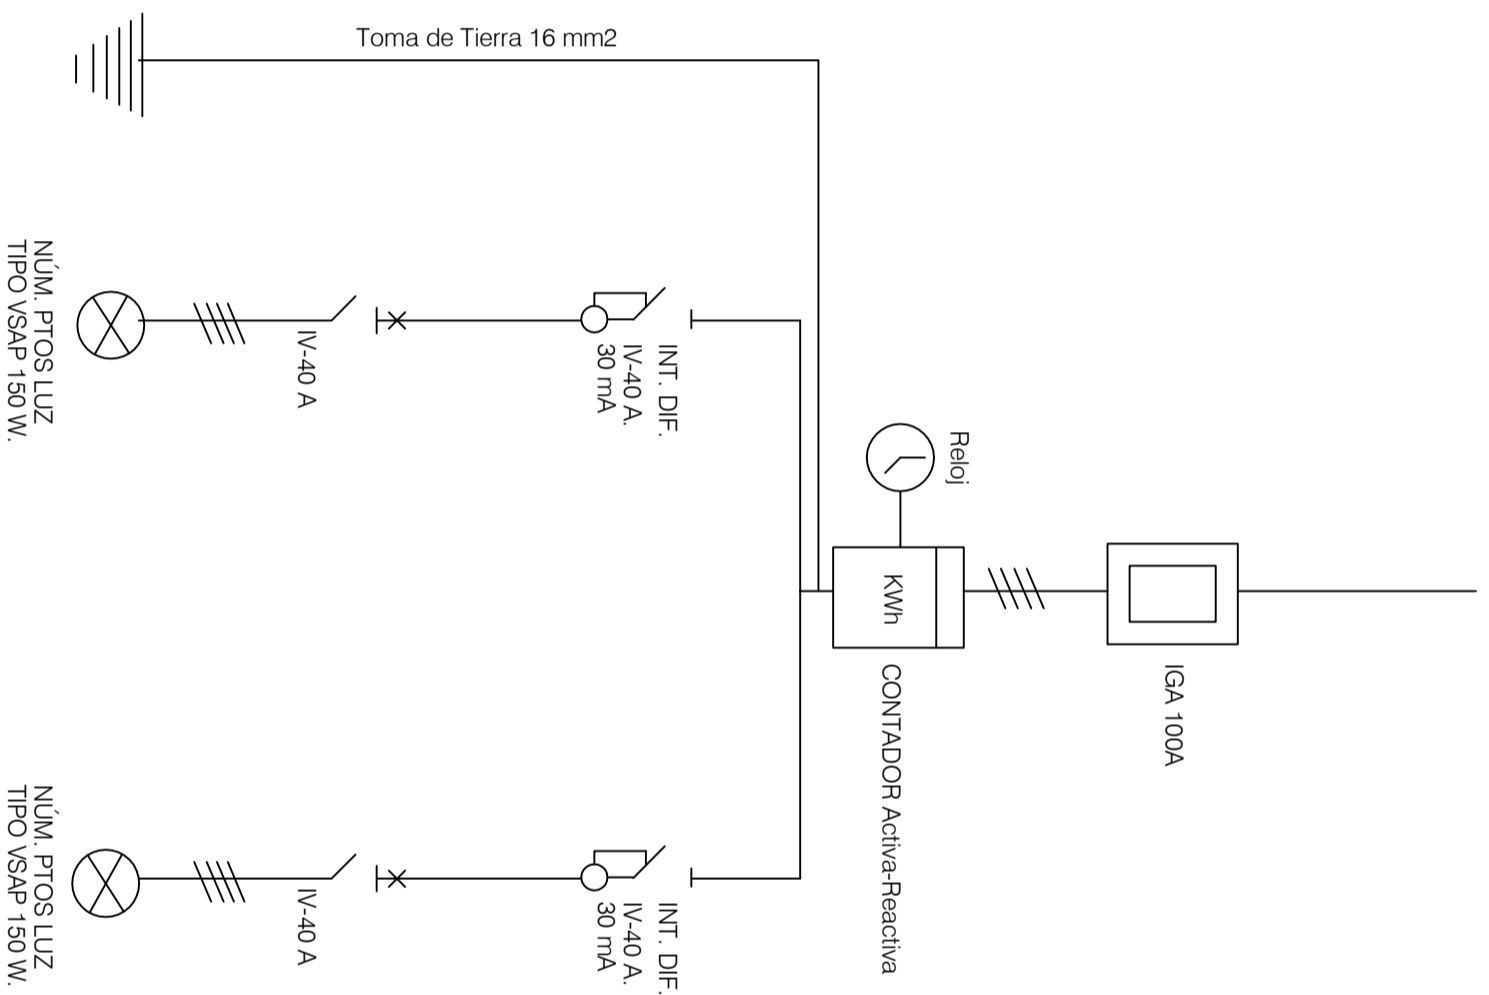 Toma de Tierra 16 mm2
IGA 100A
Reloj
KWh
CONTADOR Activa-Reactiva
INT. DIF.
IV-40 A.
30 mA
IV-40 A
NÚM. PTOS LUZ
TIPO VSAP 150 W.
INT. DIF.
IV-40 A.
30 mA
IV-40 A
NÚM. PTOS LUZ
TIPO VSAP 150 W.